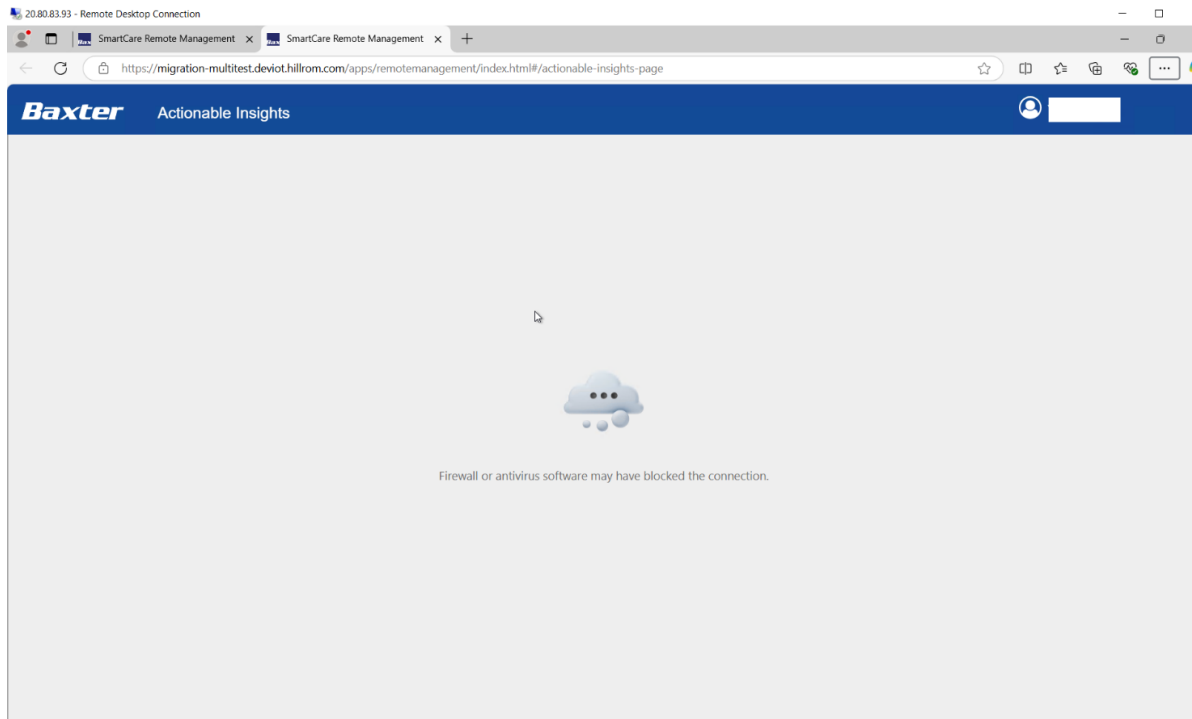 20.80.83.93 - Remote Desktop Connection
SmartCare Remote Management
SmartCare Remote Management
https://migration-multitest.deviot.hillrom.com/apps/remotemanagement/index.html#/actionable-insights-page
Baxter Actionable Insights
Firewall or antivirus software may have blocked the connection.